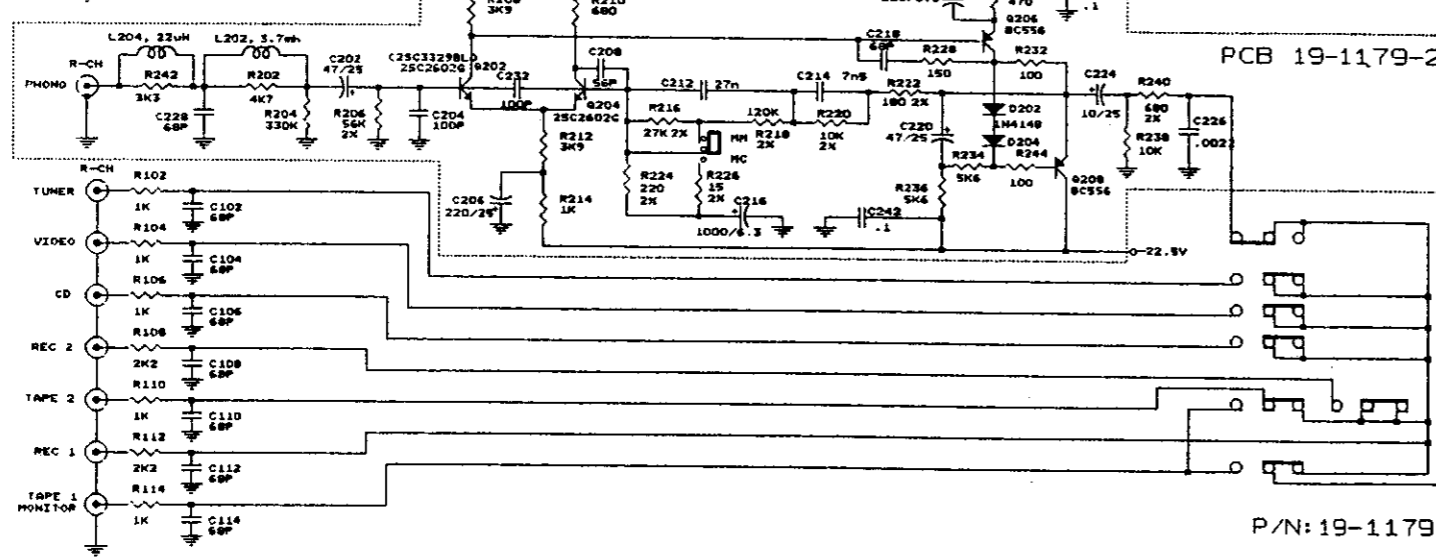 3K9
R210
680
470
.1
Q206
BC556
PCB 19-1179-2
L204, 22uH
L202, 3.7mh
R-CH
PHONO
R242
3K3
C228
68P
R202
4K7
R204
330K
C202
47/25
R206
56K
2%
C204
100P
Q202
2SC2602G
C232
100P
C208
56P
Q204
2SC2602G
R212
3K9
C206
220/25
R214
1K
C212
27n
R216
27K 2%
MM
MC
R224
220
2%
R226
15
2%
C216
1000/6.3
120K
R218
2%
C214
7n5
R220
10K
2%
R222
180 2%
C218
68P
R228
150
R232
100
C220
47/25
D202
1N4148
D204
R234
5K6
R244
100
R236
5K6
C242
.1
Q208
BC556
C224
10/25
R240
680
2%
R238
10K
C226
-22.5V
R-CH
TUNER
R102
1K
C102
68P
VIDEO
R104
1K
C104
68P
CD
R106
1K
C106
68P
REC 2
R108
2K2
C108
68P
TAPE 2
R110
1K
C110
68P
REC 1
R112
2K2
C112
68P
TAPE 1
MONITOR
R114
1K
C114
68P
P/N: 19-1179